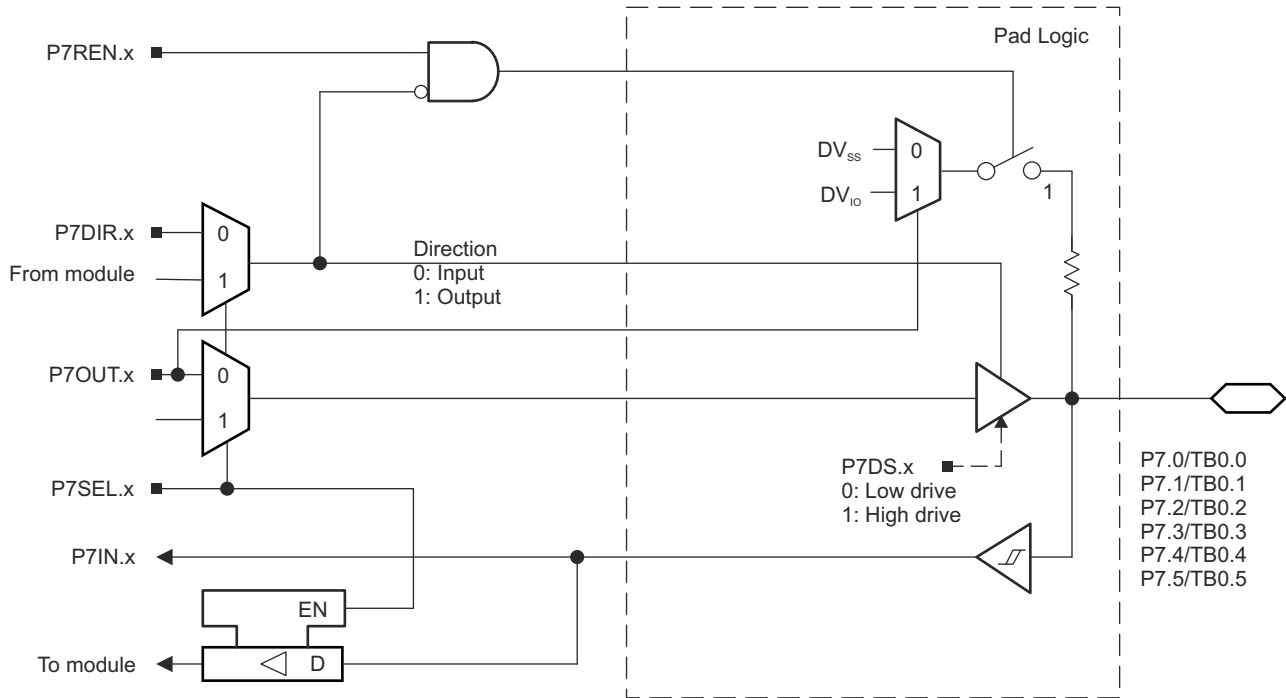 Pad Logic
P7REN.x
DVSS
0
DVIO
1
1
P7DIR.x
0
From module
1
Direction
0: Input
1: Output
P7OUT.x
0
1
P7DS.x
0: Low drive
1: High drive
P7SEL.x
P7.0/TB0.0
P7.1/TB0.1
P7.2/TB0.2
P7.3/TB0.3
P7.4/TB0.4
P7.5/TB0.5
P7IN.x
EN
To module
D